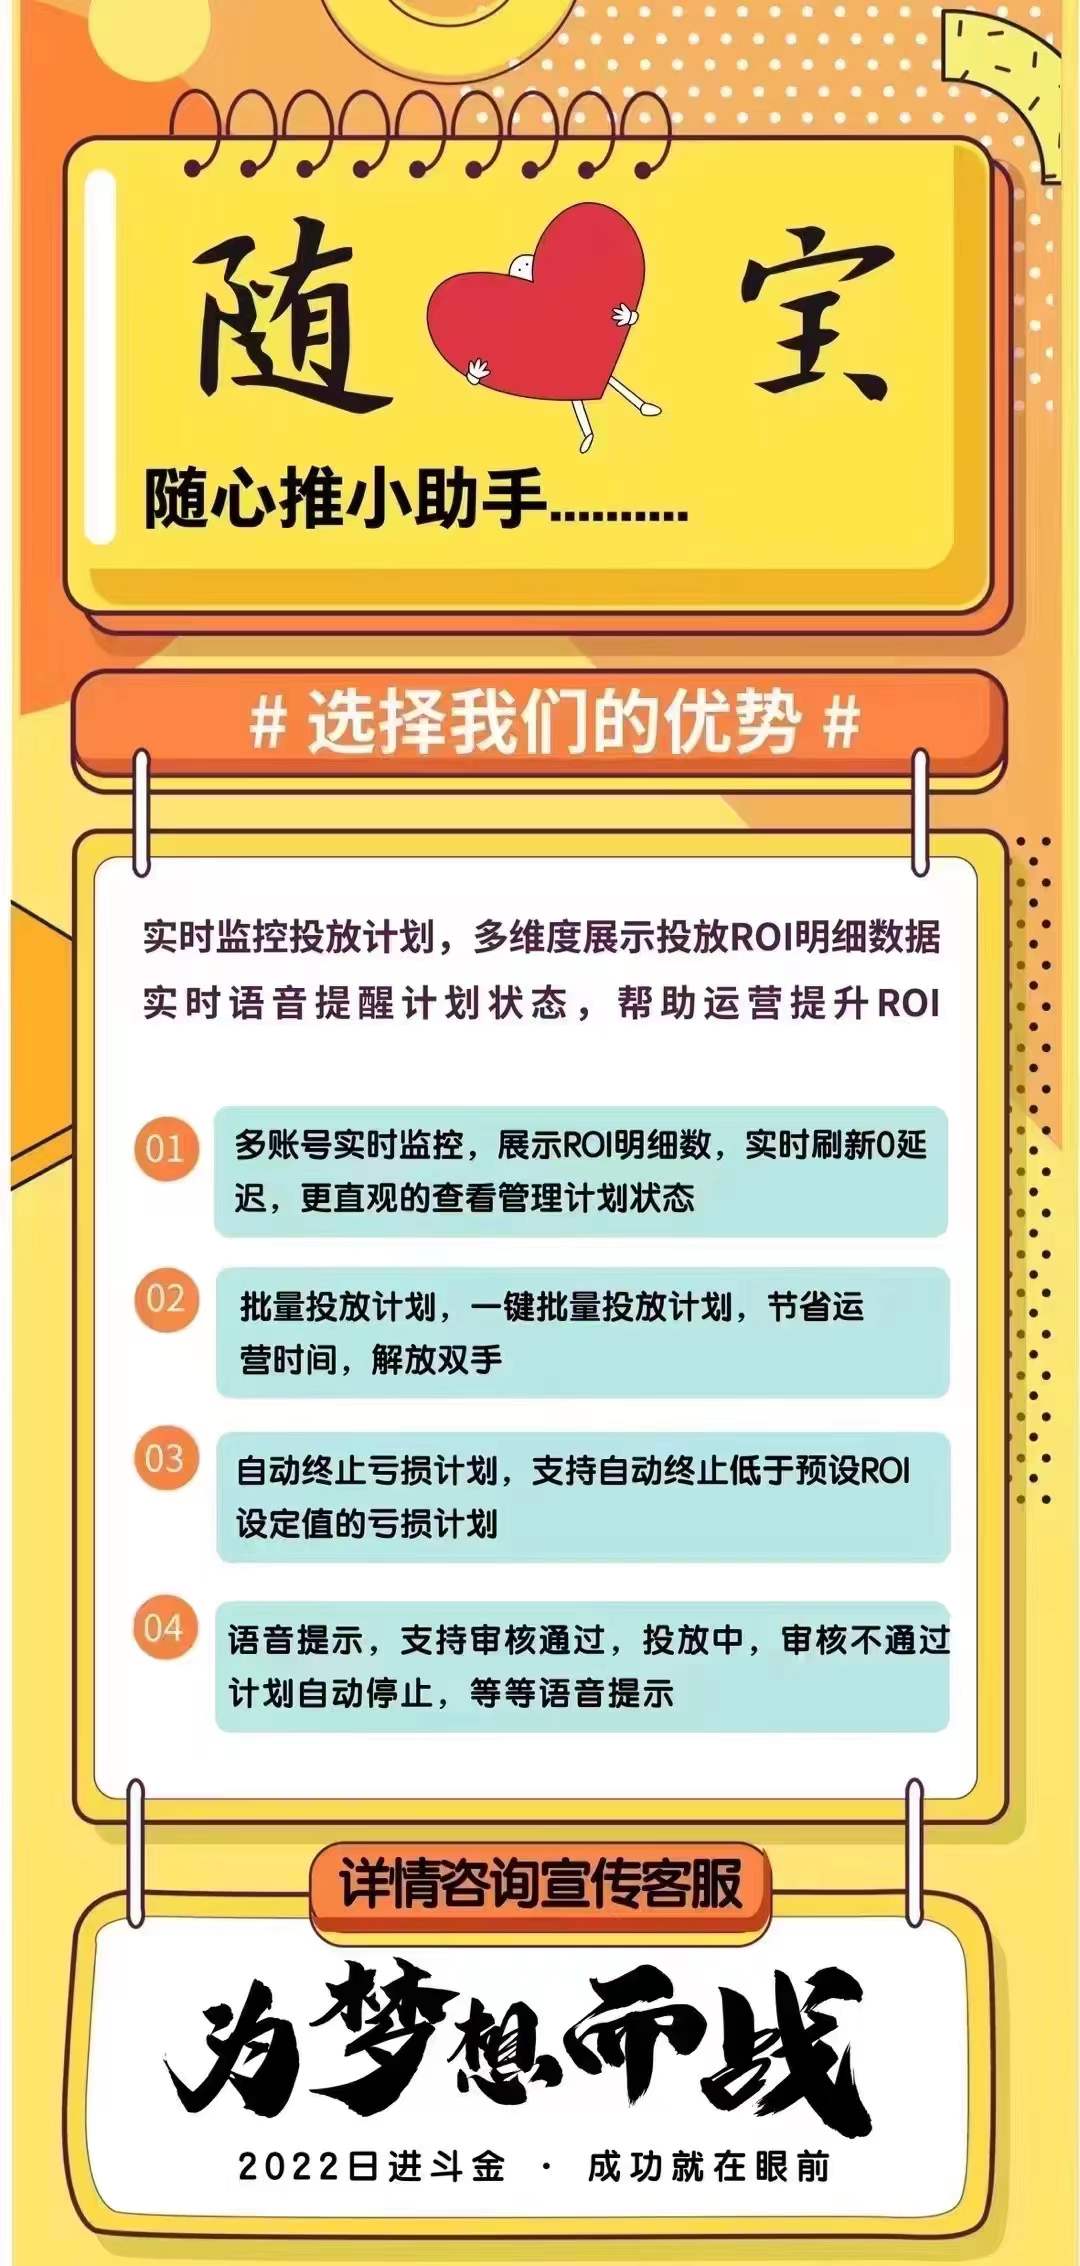 随 宝
随心推小助手..........
# 选择我们的优势 #
实时监控投放计划，多维度展示投放ROI明细数据
实时语音提醒计划状态，帮助运营提升ROI
01
多账号实时监控，展示ROI明细数，实时刷新0延
迟，更直观的查看管理计划状态
02
批量投放计划，一键批量投放计划，节省运
营时间，解放双手
03
自动终止亏损计划，支持自动终止低于预设ROI
设定值的亏损计划
04
语音提示，支持审核通过，投放中，审核不通过
计划自动停止，等等语音提示
详情咨询宣传客服
为梦想而战
2022日进斗金 · 成功就在眼前